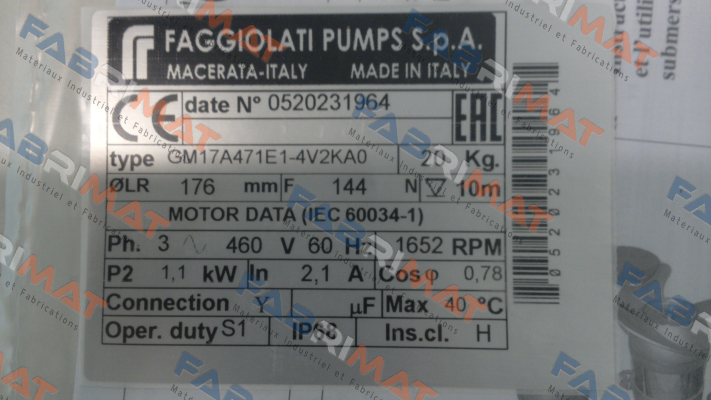 FAGGIOLATI PUMPS S.p.A.
MACERATA-ITALY MADE IN ITALY
CE date N° 0520231964 EAC
type GM17A471E1-4V2KA0 20 Kg.
ØLR 176 mm F 144 N 10m
MOTOR DATA (IEC 60034-1)
Ph. 3 ~ 460 V 60 Hz 1652 RPM
P2 1,1 kW In 2,1 A Cosφ 0,78
Connection Y µF Max 40 °C
Oper. duty S1 IP68 Ins.cl. H
0520231964
et l'utili
submers
FABRIMAT
Materiaux Industriel et Fabrications